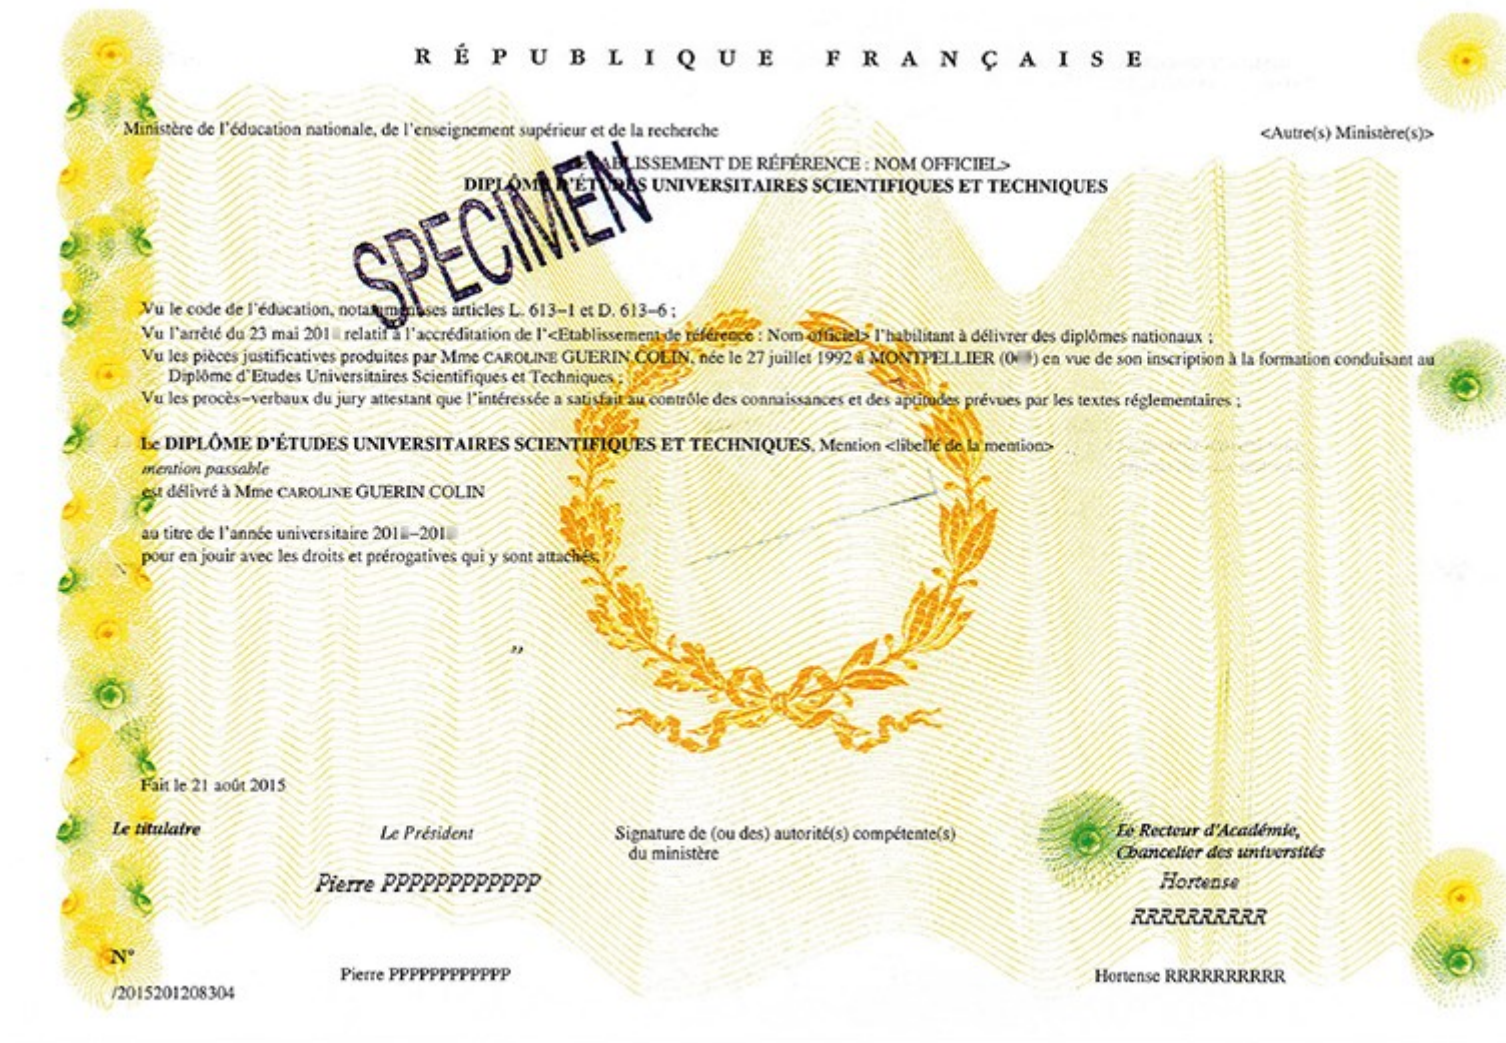 RÉPUBLIQUE FRANÇAISE
Ministère de l'éducation nationale, de l'enseignement supérieur et de la recherche
<Autre(s) Ministère(s)>
BLISSEMENT DE RÉFÉRENCE : NOM OFFICIEL>
DIPLÔME D'ÉTUDES UNIVERSITAIRES SCIENTIFIQUES ET TECHNIQUES
SPECIMEN
Vu le code de l'éducation, notamment ses articles L. 613-1 et D. 613-6 ;
Vu l'arrêté du 23 mai 201 relatif à l'accréditation de l'<Etablissement de référence : Nom officiel> l'habilitant à délivrer des diplômes nationaux ;
Vu les pièces justificatives produites par Mme CAROLINE GUERIN COLIN, née le 27 juillet 1992 à MONTPELLIER (0 ) en vue de son inscription à la formation conduisant au
Diplôme d'Etudes Universitaires Scientifiques et Techniques ;
Vu les procès-verbaux du jury attestant que l'intéressée a satisfait au contrôle des connaissances et des aptitudes prévues par les textes réglementaires ;
Le DIPLÔME D'ÉTUDES UNIVERSITAIRES SCIENTIFIQUES ET TECHNIQUES, Mention <libellé de la mention>
mention passable
est délivré à Mme CAROLINE GUERIN COLIN
au titre de l'année universitaire 201 -201
pour en jouir avec les droits et prérogatives qui y sont attachés.
,,
Fait le 21 août 2015
Le titulaire
Le Président
Signature de (ou des) autorité(s) compétente(s)
du ministère
Le Recteur d'Académie,
Chancelier des universités
Pierre PPPPPPPPPPPP
Hortense
RRRRRRRRRR
N°
/2015201208304
Pierre PPPPPPPPPPPP
Hortense RRRRRRRRRR